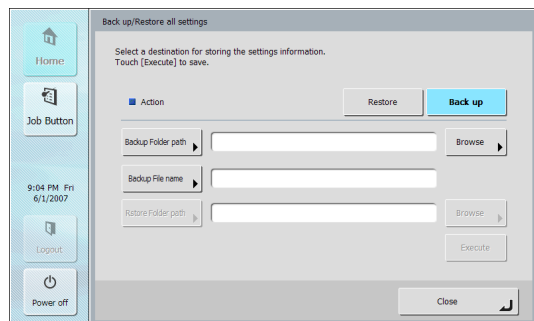 Back up/Restore all settings
Home
Select a destination for storing the settings information.
Touch [Execute] to save.
Action
Restore
Back up
Job Button
Backup Folder path
Browse
Backup File name
9:04 PM Fri
6/1/2007
Rstore Folder path
Browse
Logout
Execute
Power off
Close